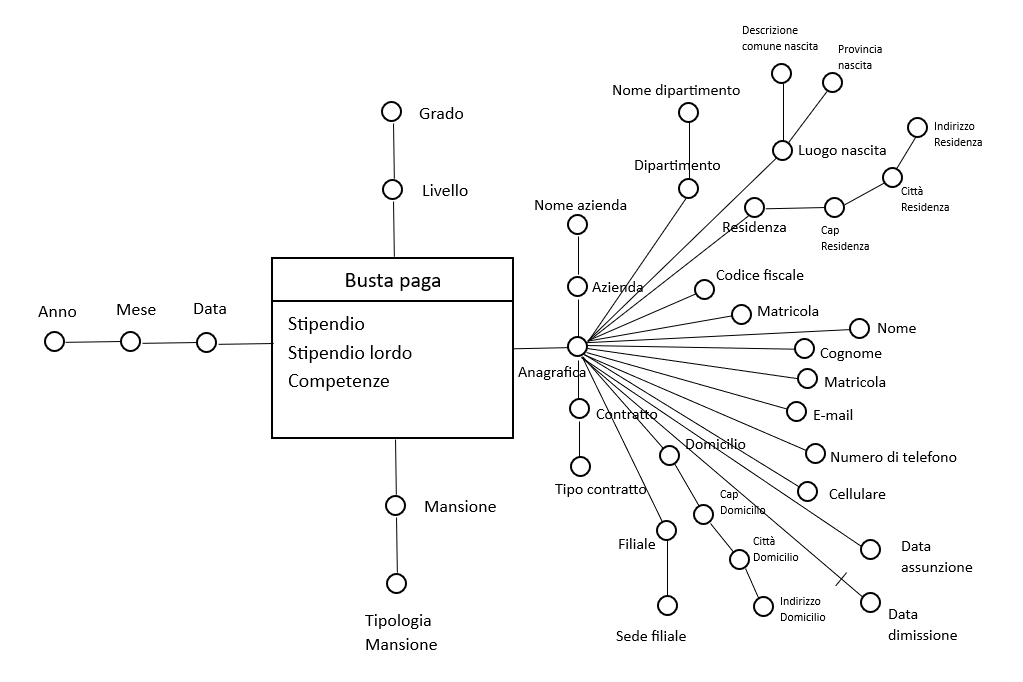 Descrizione
comune nascita
Provincia
nascita
Nome dipartimento
Grado
Indirizzo
Residenza
Luogo nascita
Dipartimento
Livello
Città
Residenza
Nome azienda
Residenza
Cap
Residenza
Busta paga
Codice fiscale
Azienda
Anno
Mese
Data
Matricola
Stipendio
Nome
Stipendio lordo
Cognome
Anagrafica
Competenze
Matricola
Contratto
E-mail
Domicilio
Numero di telefono
Tipo contratto
Cellulare
Mansione
Cap
Domicilio
Filiale
Città
Domicilio
Data
assunzione
Indirizzo
Domicilio
Tipologia
Mansione
Sede filiale
Data
dimissione